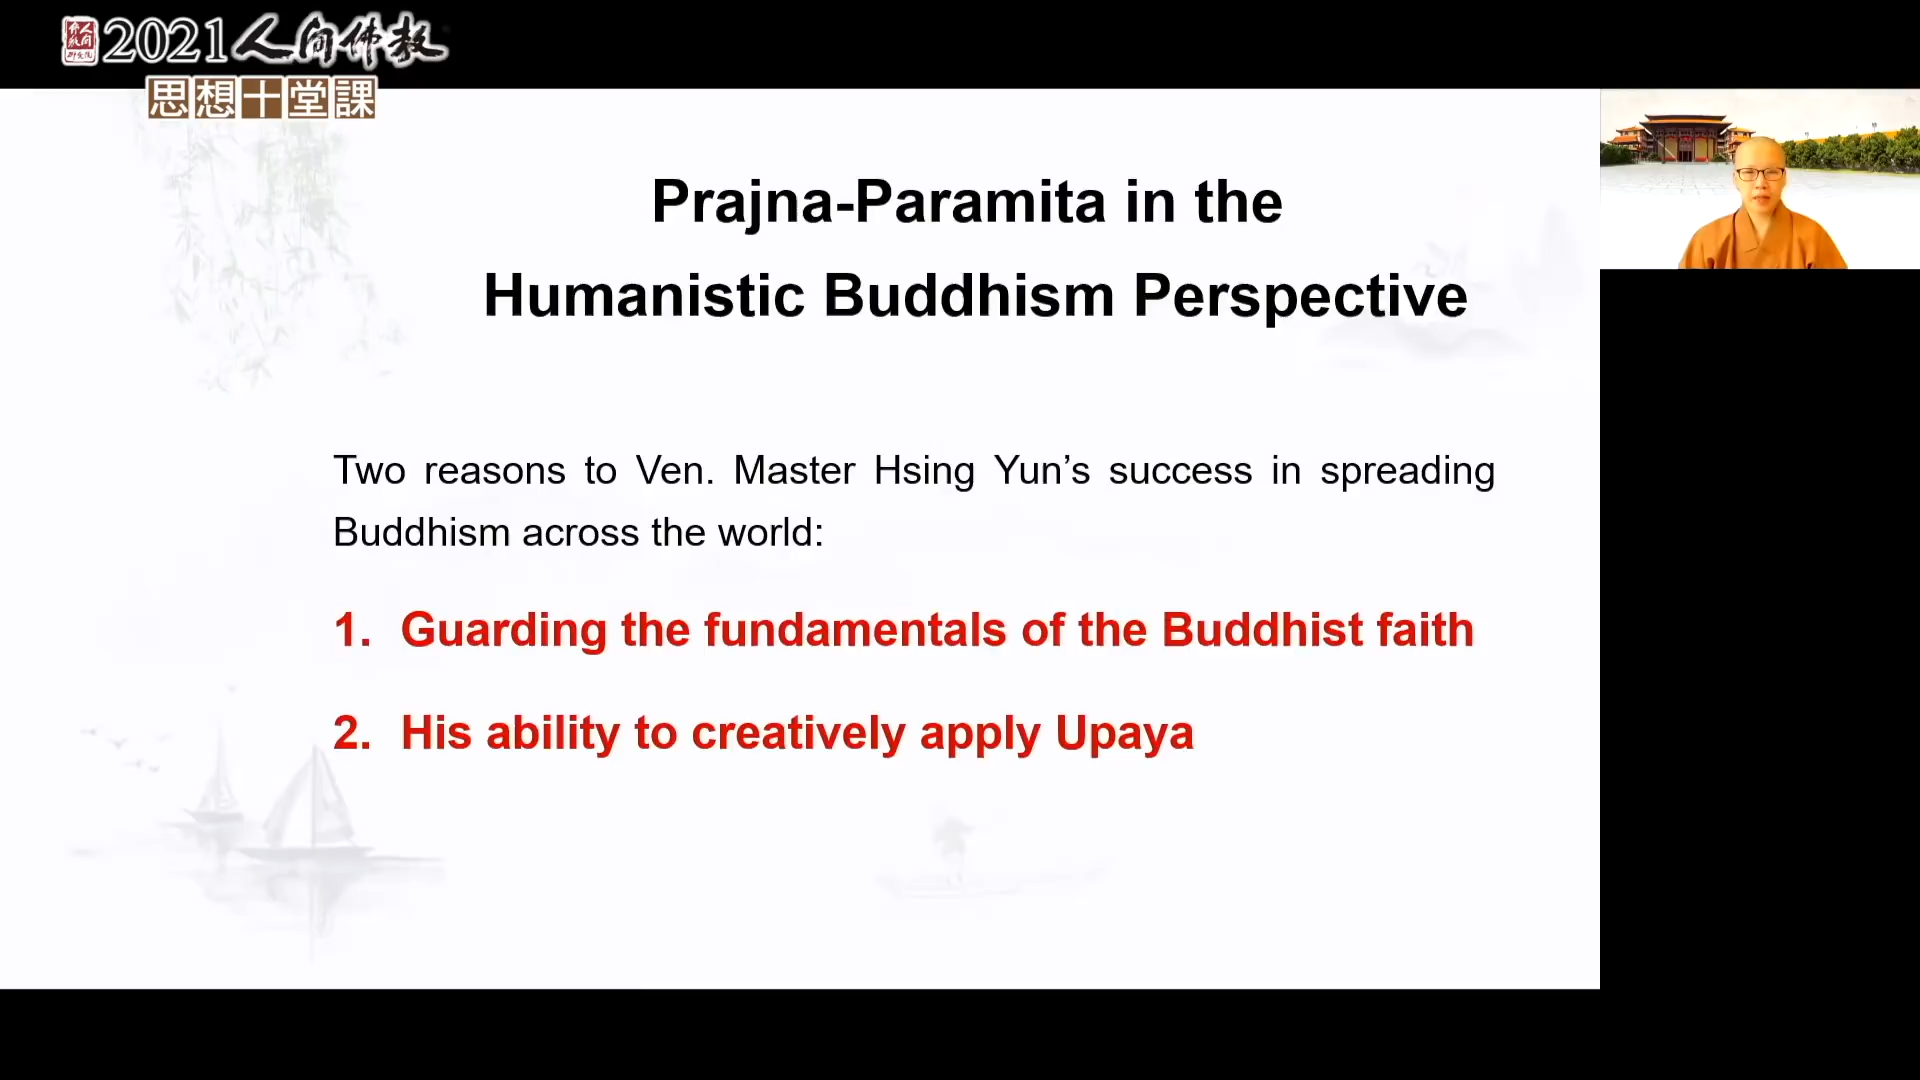 2021人间佛教
思想十堂課
Prajna-Paramita in the
Humanistic Buddhism Perspective
Two reasons to Ven. Master Hsing Yun’s success in spreading
Buddhism across the world:
1. Guarding the fundamentals of the Buddhist faith
2. His ability to creatively apply Upaya